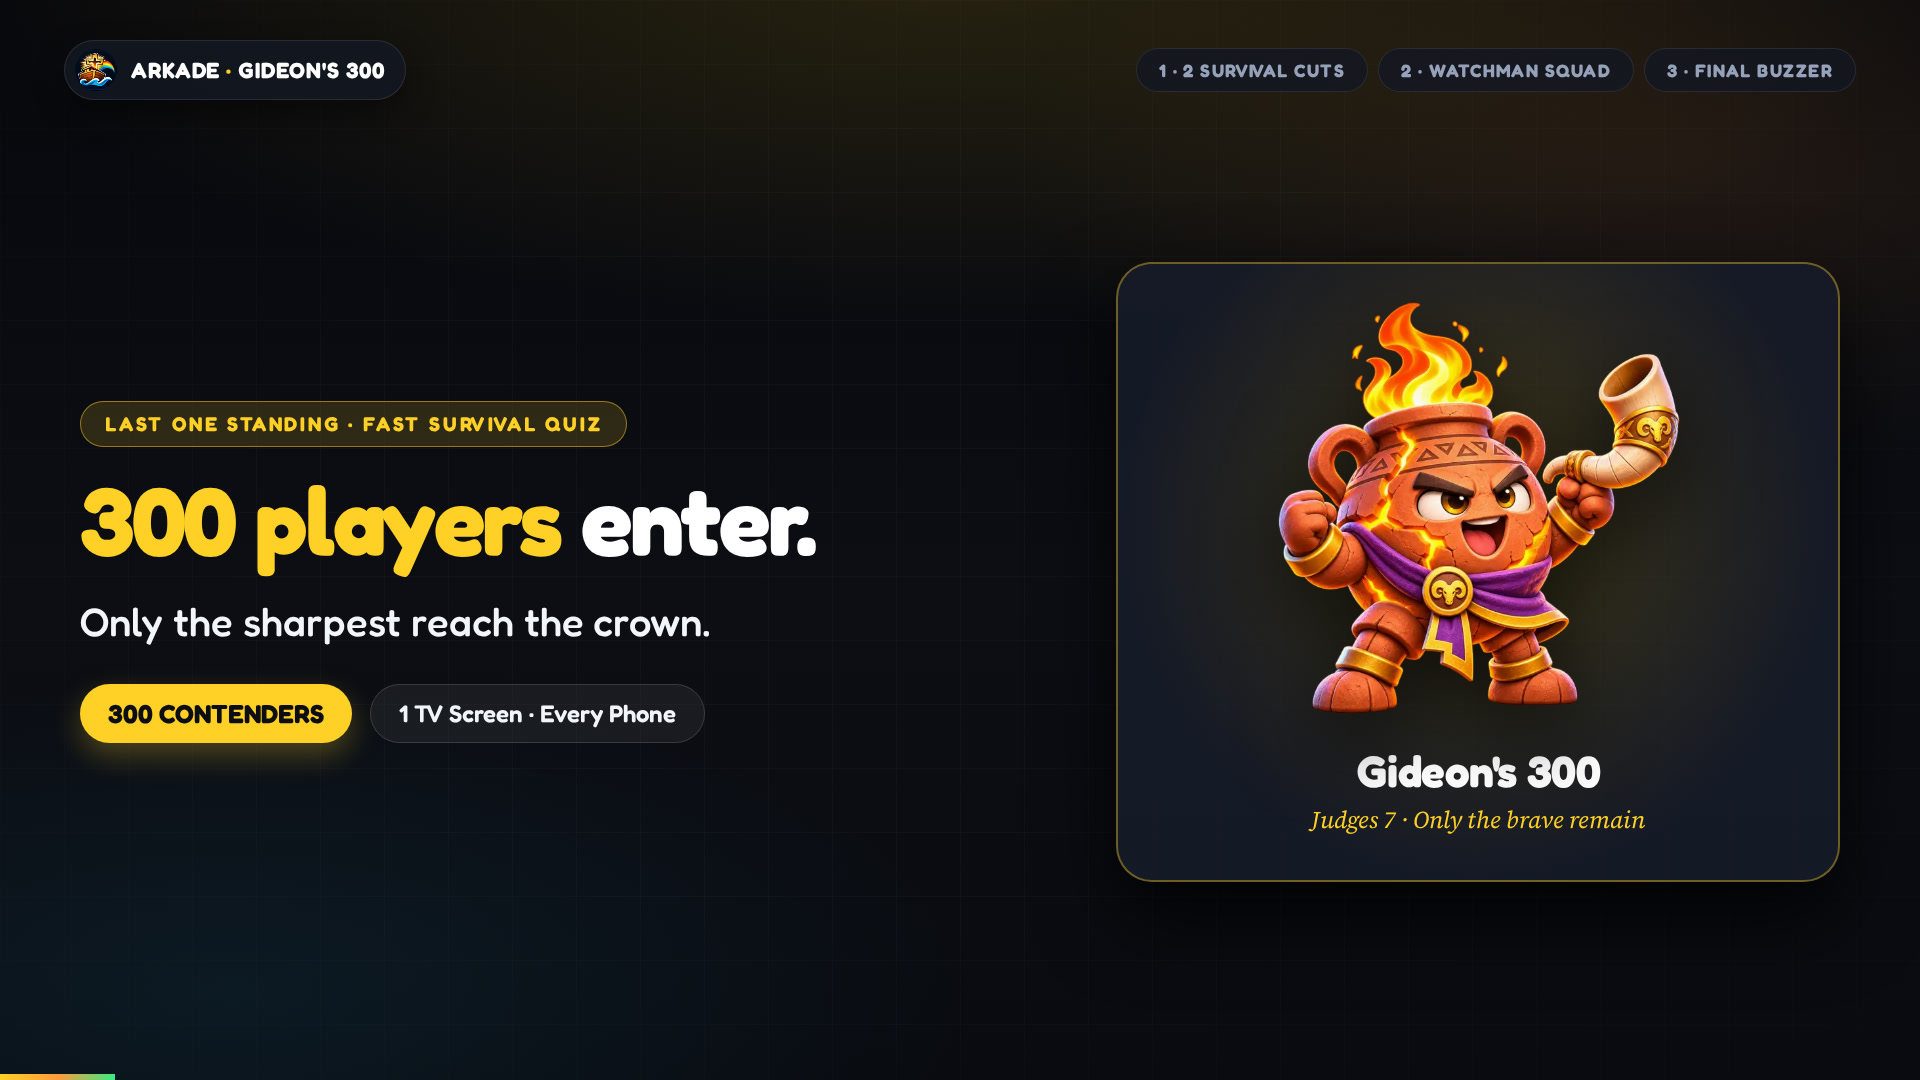 ARKADE · GIDEON'S 300
1 · 2 SURVIVAL CUTS
2 · WATCHMAN SQUAD
3 · FINAL BUZZER
LAST ONE STANDING · FAST SURVIVAL QUIZ
300 players enter.
Only the sharpest reach the crown.
300 CONTENDERS
1 TV Screen · Every Phone
Gideon's 300
Judges 7 · Only the brave remain